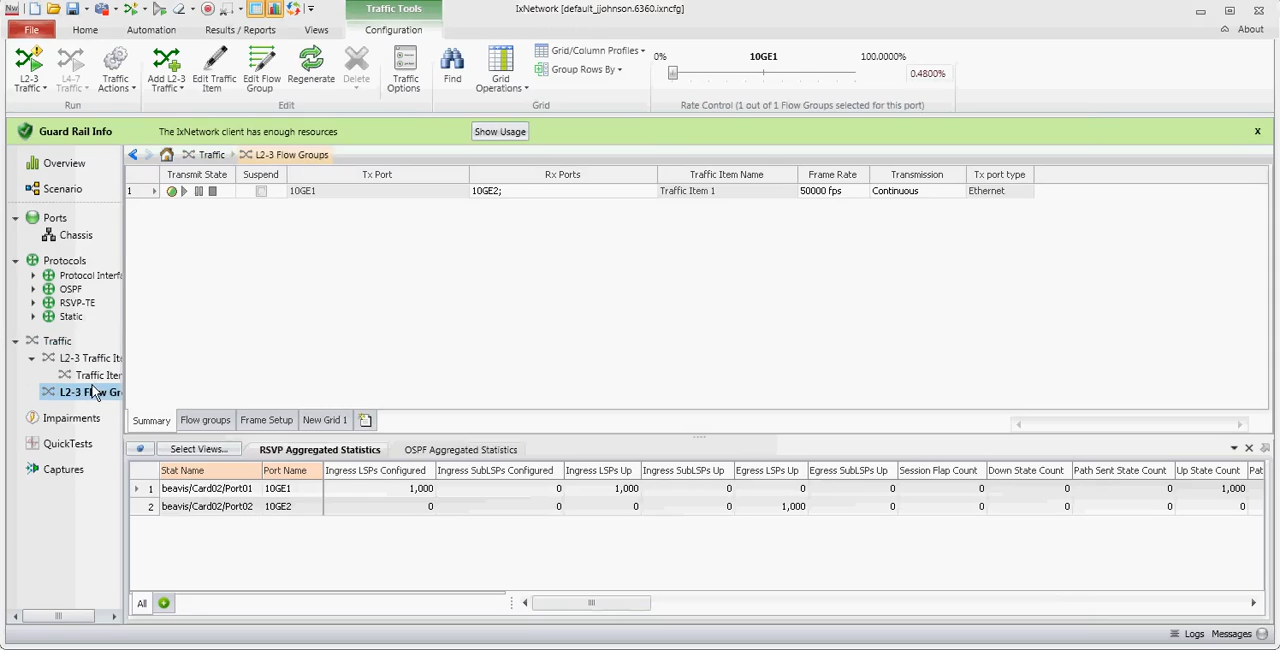 Nw Traffic Tools IxNetwork [default_jjohnson.6360.ixncfg]
File Home Automation Results / Reports Views Configuration About
0% 10GE1 100.0000%
0.4800%
Grid/Column Profiles
Group Rows By
L2-3 Traffic
L4-7 Traffic
Traffic Actions
Add L2-3 Traffic
Edit Traffic Item
Edit Flow Group
Regenerate
Delete
Traffic Options
Find
Grid Operations
Run Edit Grid Rate Control (1 out of 1 Flow Groups selected for this port)
Guard Rail Info The IxNetwork client has enough resources Show Usage x
Overview
Scenario
Ports
Chassis
Protocols
Protocol Interfa
OSPF
RSVP-TE
Static
Traffic
L2-3 Traffic Ite
Traffic Iter
L2-3 Flow Gr
Impairments
QuickTests
Captures
Traffic L2-3 Flow Groups
Transmit State Suspend Tx Port Rx Ports Traffic Item Name Frame Rate Transmission Tx port type
1 10GE1 10GE2; Traffic Item 1 50000 fps Continuous Ethernet
Summary Flow groups Frame Setup New Grid 1
Select Views... RSVP Aggregated Statistics OSPF Aggregated Statistics
Stat Name Port Name Ingress LSPs Configured Ingress SubLSPs Configured Ingress LSPs Up Ingress SubLSPs Up Egress LSPs Up Egress SubLSPs Up Session Flap Count Down State Count Path Sent State Count Up State Count Pat
1 beavis/Card02/Port01 10GE1 1,000 0 1,000 0 0 0 0 0 0 1,000
2 beavis/Card02/Port02 10GE2 0 0 0 0 1,000 0 0 0 0 0
All
Logs Messages